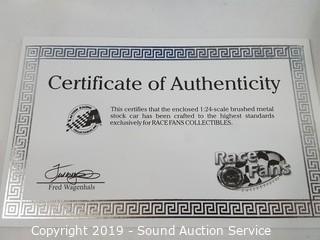 Certificate of Authenticity
This certifies that the enclosed 1:24-scale brushed metal
stock car has been crafted to the highest standards
exclusively for RACE FANS COLLECTIBLES.
Fred Wagenhals
Race
Fans
Copyright 2019 - Sound Auction Service